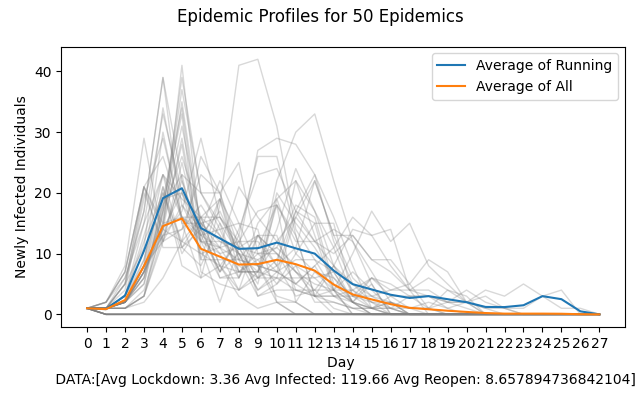 Epidemic Profiles for 50 Epidemics
Average of Running
Average of All
Newly Infected Individuals
40
30
20
10
0
0 1 2 3 4 5 6 7 8 9 10 11 12 13 14 15 16 17 18 19 20 21 22 23 24 25 26 27
Day
DATA:[Avg Lockdown: 3.36 Avg Infected: 119.66 Avg Reopen: 8.657894736842104]